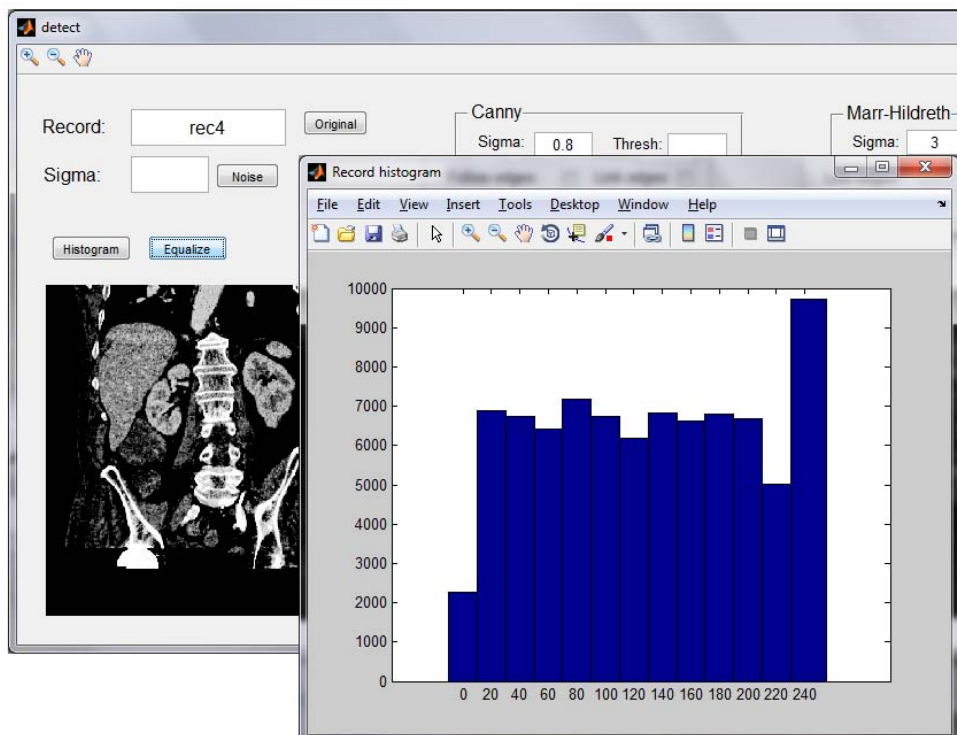 detect
Record: rec4 Original
Sigma: Noise
Histogram Equalize
Canny
Sigma: 0.8 Thresh:
Marr-Hildreth
Sigma: 3
Record histogram
File Edit View Insert Tools Desktop Window Help
10000
9000
8000
7000
6000
5000
4000
3000
2000
1000
0
0 20 40 60 80 100 120 140 160 180 200 220 240